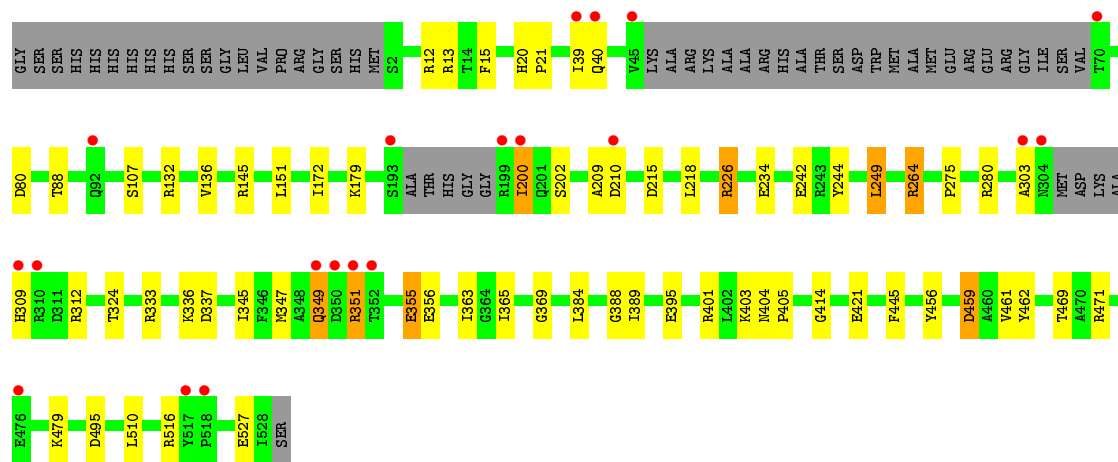 GLY SER SER HIS HIS HIS HIS HIS HIS SER SER GLY LEU VAL PRO ARG GLY SER HIS MET S2 R12 R13 T14 F15 H20 P21 I39 Q40 V45 LYS ALA ARG LYS ALA ALA ARG HIS ALA THR SER ASP TRP MET ALA MET GLU ARG GLU ARG GLY ILE SER VAL T70
D80 T88 Q92 S107 R132 V136 R145 L151 I172 K179 S193 ALA THR HIS GLY GLY R199 I200 Q201 S202 A209 D210 D215 L218 R226 E234 E242 R243 Y244 L249 R264 P275 R280 A303 N304 MET ASP LYS ALA
H309 R310 D311 R312 T324 R333 K336 D337 I345 F346 M347 A348 Q349 D350 R351 T352 E355 E356 I363 G364 I365 G369 L384 G388 I389 E395 R401 L402 K403 N404 P405 G414 E421 F445 Y456 D459 A460 V461 Y462 T469 A470 R471
E476 K479 D495 L510 R516 Y517 P518 E527 I528 SER